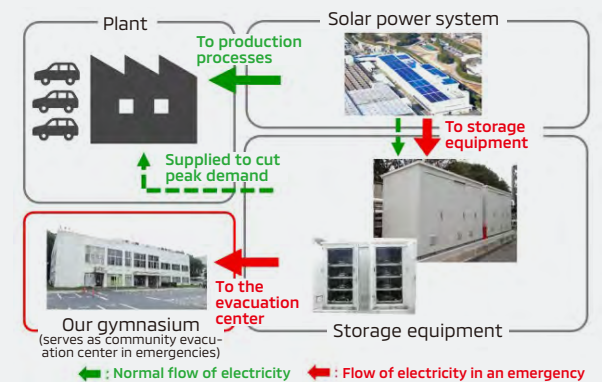 Plant
Solar power system
To production
processes
To storage
equipment
Supplied to cut
peak demand
To the
evacuation
center
Our gymnasium
(serves as community evacu-
ation center in emergencies)
Storage equipment
: Normal flow of electricity
: Flow of electricity in an emergency